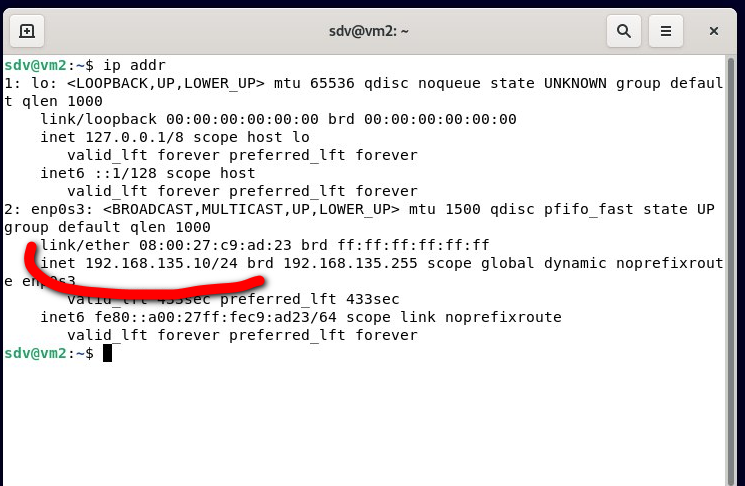 sdv@vm2: ~
sdv@vm2:~$ ip addr
1: lo: <LOOPBACK,UP,LOWER_UP> mtu 65536 qdisc noqueue state UNKNOWN group defaul
t qlen 1000
    link/loopback 00:00:00:00:00:00 brd 00:00:00:00:00:00
    inet 127.0.0.1/8 scope host lo
       valid_lft forever preferred_lft forever
    inet6 ::1/128 scope host
       valid_lft forever preferred_lft forever
2: enp0s3: <BROADCAST,MULTICAST,UP,LOWER_UP> mtu 1500 qdisc pfifo_fast state UP
group default qlen 1000
    link/ether 08:00:27:c9:ad:23 brd ff:ff:ff:ff:ff:ff
    inet 192.168.135.10/24 brd 192.168.135.255 scope global dynamic noprefixrout
e enp0s3
       valid_lft 433sec preferred_lft 433sec
    inet6 fe80::a00:27ff:fec9:ad23/64 scope link noprefixroute
       valid_lft forever preferred_lft forever
sdv@vm2:~$